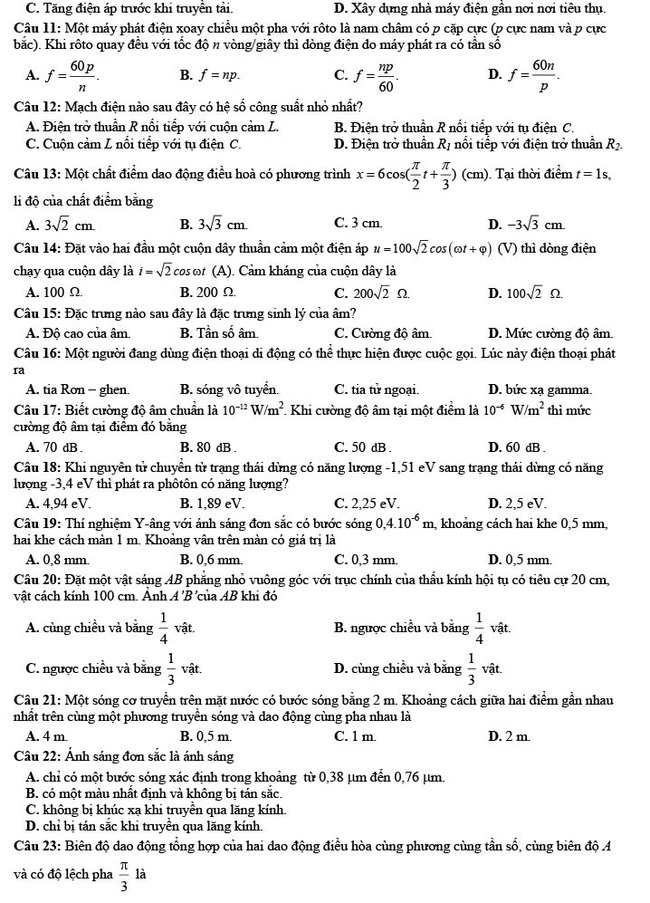 C. Tăng điện áp trước khi truyền tải. D. Xây dựng nhà máy điện gần nơi nơi tiêu thụ.
Câu 11: Một máy phát điện xoay chiều một pha với rôto là nam châm có p cặp cực (p cực nam và p cực
bắc). Khi rôto quay đều với tốc độ n vòng/giây thì dòng điện do máy phát ra có tần số
A. f = 60p/n. B. f = np. C. f = np/60. D. f = 60n/p.
Câu 12: Mạch điện nào sau đây có hệ số công suất nhỏ nhất?
A. Điện trở thuần R nối tiếp với cuộn cảm L. B. Điện trở thuần R nối tiếp với tụ điện C.
C. Cuộn cảm L nối tiếp với tụ điện C. D. Điện trở thuần R₁ nối tiếp với điện trở thuần R₂.
Câu 13: Một chất điểm dao động điều hoà có phương trình x = 6cos(π/2 t + π/3) (cm). Tại thời điểm t = 1s,
li độ của chất điểm bằng
A. 3√2 cm. B. 3√3 cm. C. 3 cm. D. −3√3 cm.
Câu 14: Đặt vào hai đầu một cuộn dây thuần cảm một điện áp u = 100√2 cos(ωt + φ) (V) thì dòng điện
chạy qua cuộn dây là i = √2 cos ωt (A). Cảm kháng của cuộn dây là
A. 100 Ω. B. 200 Ω. C. 200√2 Ω. D. 100√2 Ω.
Câu 15: Đặc trưng nào sau đây là đặc trưng sinh lý của âm?
A. Độ cao của âm. B. Tần số âm. C. Cường độ âm. D. Mức cường độ âm.
Câu 16: Một người đang dùng điện thoại di động có thể thực hiện được cuộc gọi. Lúc này điện thoại phát
ra
A. tia Rơn – ghen. B. sóng vô tuyến. C. tia tử ngoại. D. bức xạ gamma.
Câu 17: Biết cường độ âm chuẩn là 10⁻¹² W/m². Khi cường độ âm tại một điểm là 10⁻⁶ W/m² thì mức
cường độ âm tại điểm đó bằng
A. 70 dB . B. 80 dB . C. 50 dB . D. 60 dB .
Câu 18: Khi nguyên tử chuyển từ trạng thái dừng có năng lượng -1,51 eV sang trạng thái dừng có năng
lượng -3,4 eV thì phát ra phôtôn có năng lượng?
A. 4,94 eV. B. 1,89 eV. C. 2,25 eV. D. 2,5 eV.
Câu 19: Thí nghiệm Y-âng với ánh sáng đơn sắc có bước sóng 0,4.10⁻⁶ m, khoảng cách hai khe 0,5 mm,
hai khe cách màn 1 m. Khoảng vân trên màn có giá trị là
A. 0,8 mm. B. 0,6 mm. C. 0,3 mm. D. 0,5 mm.
Câu 20: Đặt một vật sáng AB phẳng nhỏ vuông góc với trục chính của thấu kính hội tụ có tiêu cự 20 cm,
vật cách kính 100 cm. Ảnh A'B'của AB khi đó
A. cùng chiều và bằng 1/4 vật. B. ngược chiều và bằng 1/4 vật.
C. ngược chiều và bằng 1/3 vật. D. cùng chiều và bằng 1/3 vật.
Câu 21: Một sóng cơ truyền trên mặt nước có bước sóng bằng 2 m. Khoảng cách giữa hai điểm gần nhau
nhất trên cùng một phương truyền sóng và dao động cùng pha nhau là
A. 4 m. B. 0,5 m. C. 1 m. D. 2 m.
Câu 22: Ánh sáng đơn sắc là ánh sáng
A. chỉ có một bước sóng xác định trong khoảng từ 0,38 μm đến 0,76 μm.
B. có một màu nhất định và không bị tán sắc.
C. không bị khúc xạ khi truyền qua lăng kính.
D. chỉ bị tán sắc khi truyền qua lăng kính.
Câu 23: Biên độ dao động tổng hợp của hai dao động điều hòa cùng phương cùng tần số, cùng biên độ A
và có độ lệch pha π/3 là